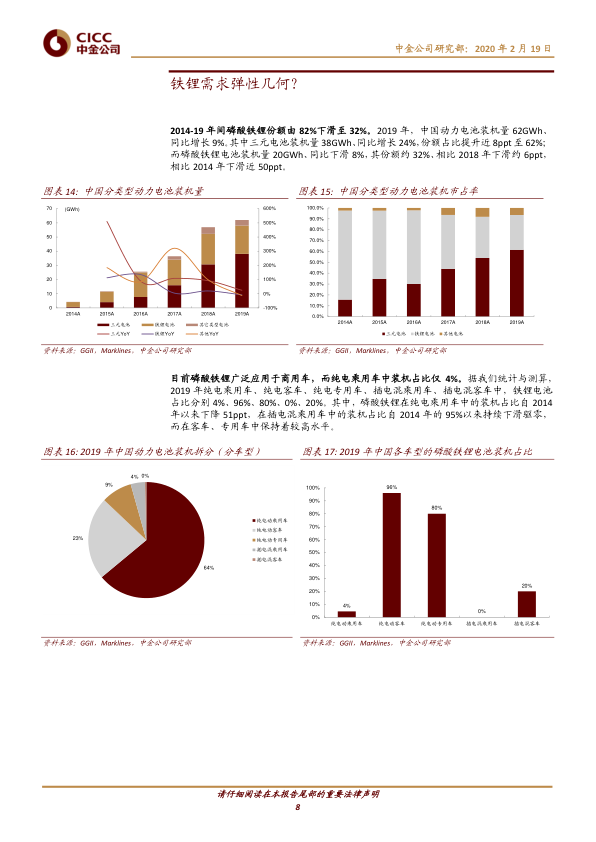 CICC
中金公司
中金公司研究部：2020 年 2 月 19 日
铁锂需求弹性几何？
2014-19 年间磷酸铁锂份额由 82%下滑至 32%。2019 年，中国动力电池装机量 62GWh、
同比增长 9%，其中三元电池装机量 38GWh、同比增长 24%，份额占比提升近 8ppt 至 62%；
而磷酸铁锂电池装机量 20GWh、同比下滑 8%，其份额约 32%、相比 2018 年下滑约 6ppt、
相比 2014 年下滑近 50ppt。
图表 14：中国分类型动力电池装机量
图表 15：中国分类型动力电池装机市占率
(GWh)
70
60
50
40
30
20
10
0
600%
500%
400%
300%
200%
100%
0%
-100%
2014A 2015A 2016A 2017A 2018A 2019A
三元电池 铁锂电池 其它类型电池
三元YoY 铁锂YoY 其他YoY
100.0%
90.0%
80.0%
70.0%
60.0%
50.0%
40.0%
30.0%
20.0%
10.0%
0.0%
2014A 2015A 2016A 2017A 2018A 2019A
三元电池 铁锂电池 其他电池
资料来源：GGII，Marklines，中金公司研究部
资料来源：GGII，Marklines，中金公司研究部
目前磷酸铁锂广泛应用于商用车，而纯电乘用车中装机占比仅 4%。据我们统计与测算，
2019 年纯电乘用车、纯电客车、纯电专用车、插电混乘用车、插电混客车中，铁锂电池
占比分别 4%、96%、80%、0%、20%。其中，磷酸铁锂在纯电乘用车中的装机占比自 2014
年以来下降 51ppt，在插电混乘用车中的装机占比自 2014 年的 95%以来持续下滑驱零，
而在客车、专用车中保持着较高水平。
图表 16: 2019 年中国动力电池装机拆分（分车型）
图表 17: 2019 年中国各车型的磷酸铁锂电池装机占比
64%
23%
9%
4%
0%
纯电动乘用车
纯电动客车
纯电动专用车
插电混乘用车
插电混客车
100%
90%
80%
70%
60%
50%
40%
30%
20%
10%
0%
4%
96%
80%
0%
20%
纯电动乘用车 纯电动客车 纯电动专用车 插电混乘用车 插电混客车
资料来源：GGII，Marklines，中金公司研究部
资料来源：GGII，Marklines，中金公司研究部
请仔细阅读在本报告尾部的重要法律声明
8